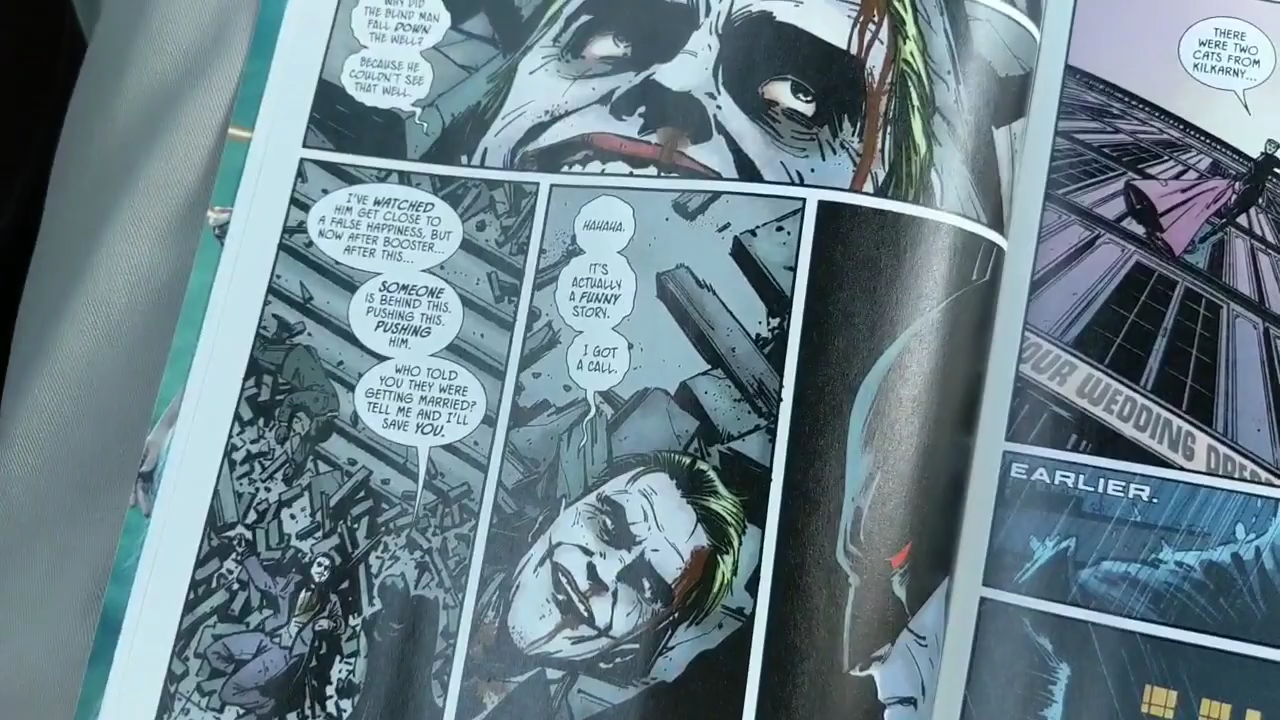 WHY DID
THE BLIND MAN
FALL DOWN
THE WELL?
BECAUSE HE
COULDN'T SEE
THAT WELL.
I'VE WATCHED
HIM GET CLOSE TO
A FALSE HAPPINESS, BUT
NOW AFTER BOOSTER...
AFTER THIS...
SOMEONE
IS BEHIND THIS.
PUSHING THIS.
PUSHING
HIM.
WHO TOLD
YOU THEY WERE
GETTING MARRIED?
TELL ME AND I'LL
SAVE YOU.
HAHAHA.
IT'S
ACTUALLY
A FUNNY
STORY.
I GOT
A CALL.
THERE
WERE TWO
CATS FROM
KILKARNY...
WEDDING
EARLIER.